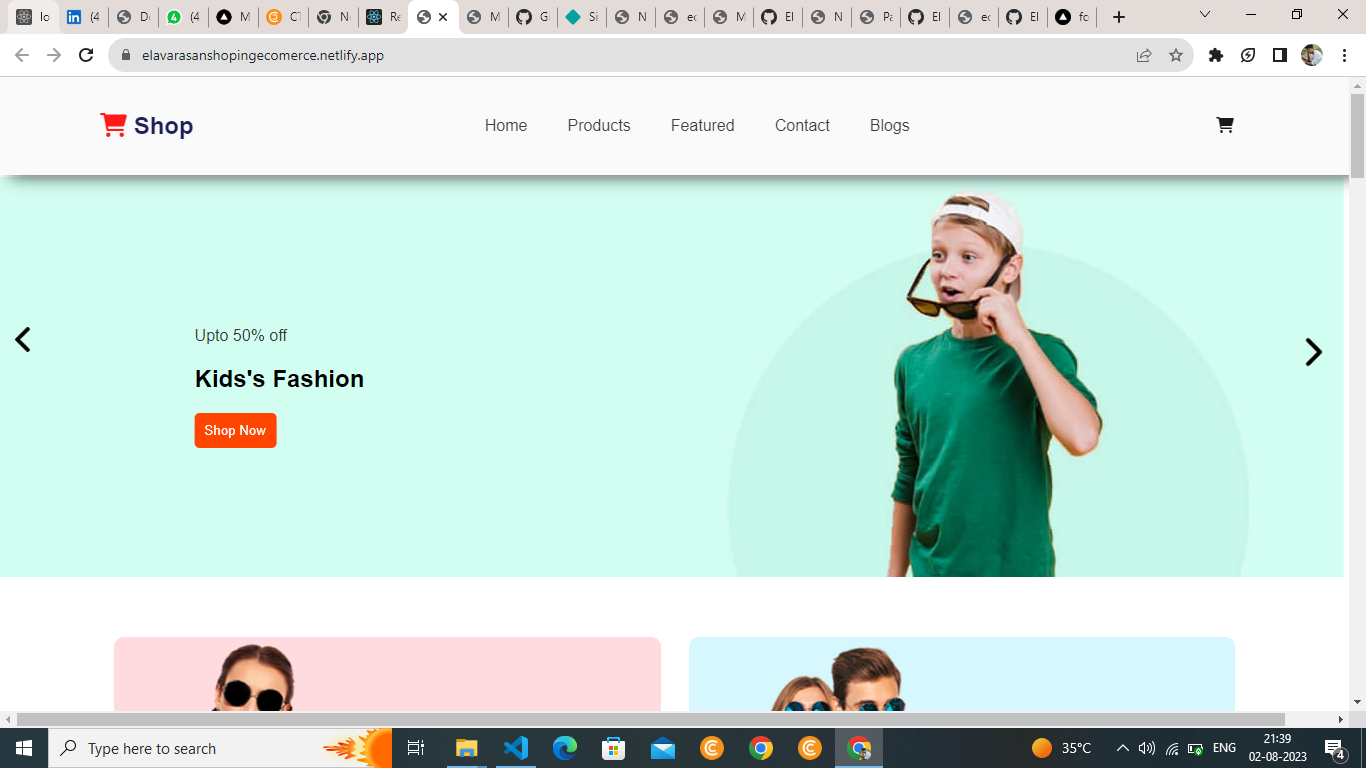 lo
(4
D
(4
M
C
N
Re
M
G
Si
N
ec
M
El
N
Pa
El
ec
El
fo
elavarasanshopingecomerce.netlify.app
Shop
Home
Products
Featured
Contact
Blogs
Upto 50% off
Kids's Fashion
Shop Now
Type here to search
35°C
ENG
21:39
02-08-2023
4